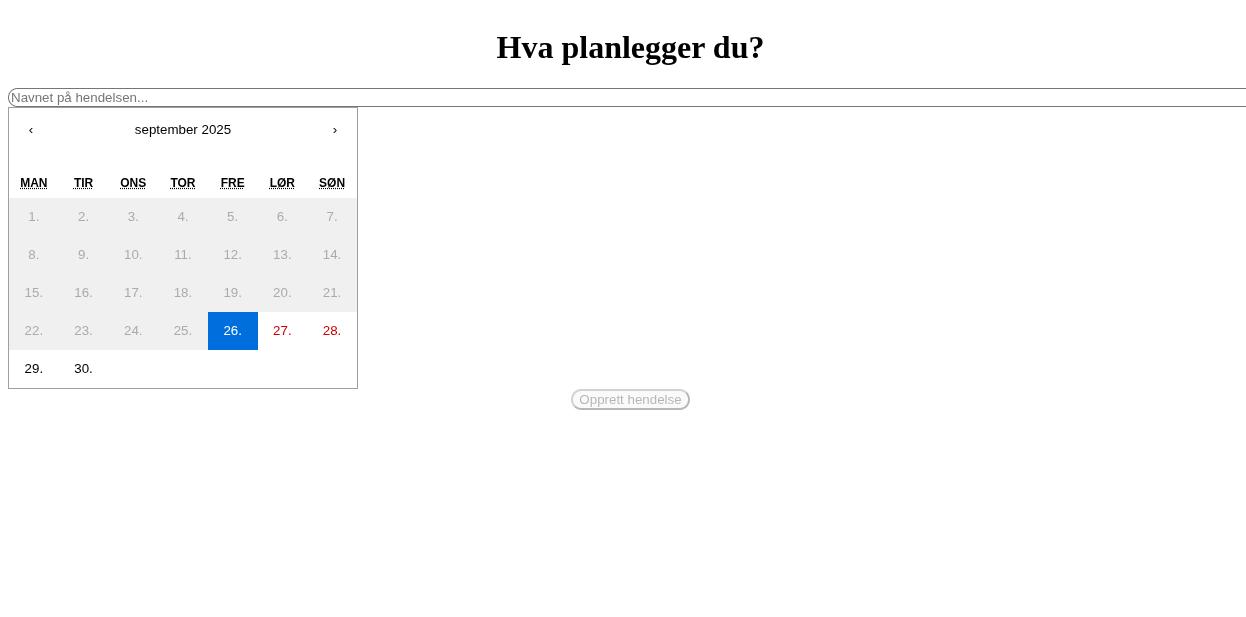 Hva planlegger du?
Navnet på hendelsen...
‹ september 2025 ›
MAN TIR ONS TOR FRE LØR SØN
1. 2. 3. 4. 5. 6. 7.
8. 9. 10. 11. 12. 13. 14.
15. 16. 17. 18. 19. 20. 21.
22. 23. 24. 25. 26. 27. 28.
29. 30.
Opprett hendelse